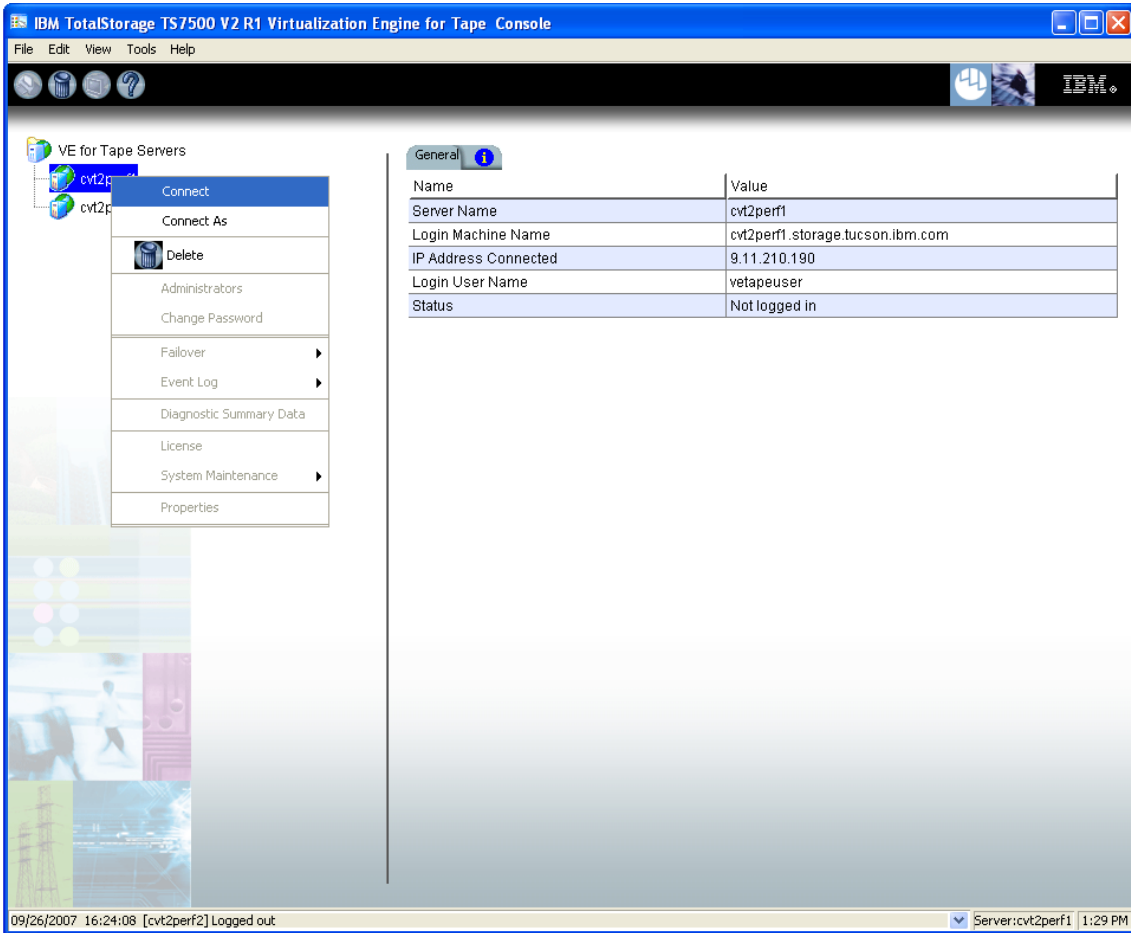 IBM TotalStorage TS7500 V2 R1 Virtualization Engine for Tape Console
File Edit View Tools Help
IBM
VE for Tape Servers
cvt2perf1
cvt2p
Connect
Connect As
Delete
Administrators
Change Password
Failover
Event Log
Diagnostic Summary Data
License
System Maintenance
Properties
General
Name Value
Server Name cvt2perf1
Login Machine Name cvt2perf1.storage.tucson.ibm.com
IP Address Connected 9.11.210.190
Login User Name vetapeuser
Status Not logged in
09/26/2007 16:24:08 [cvt2perf2] Logged out
Server:cvt2perf1 1:29 PM